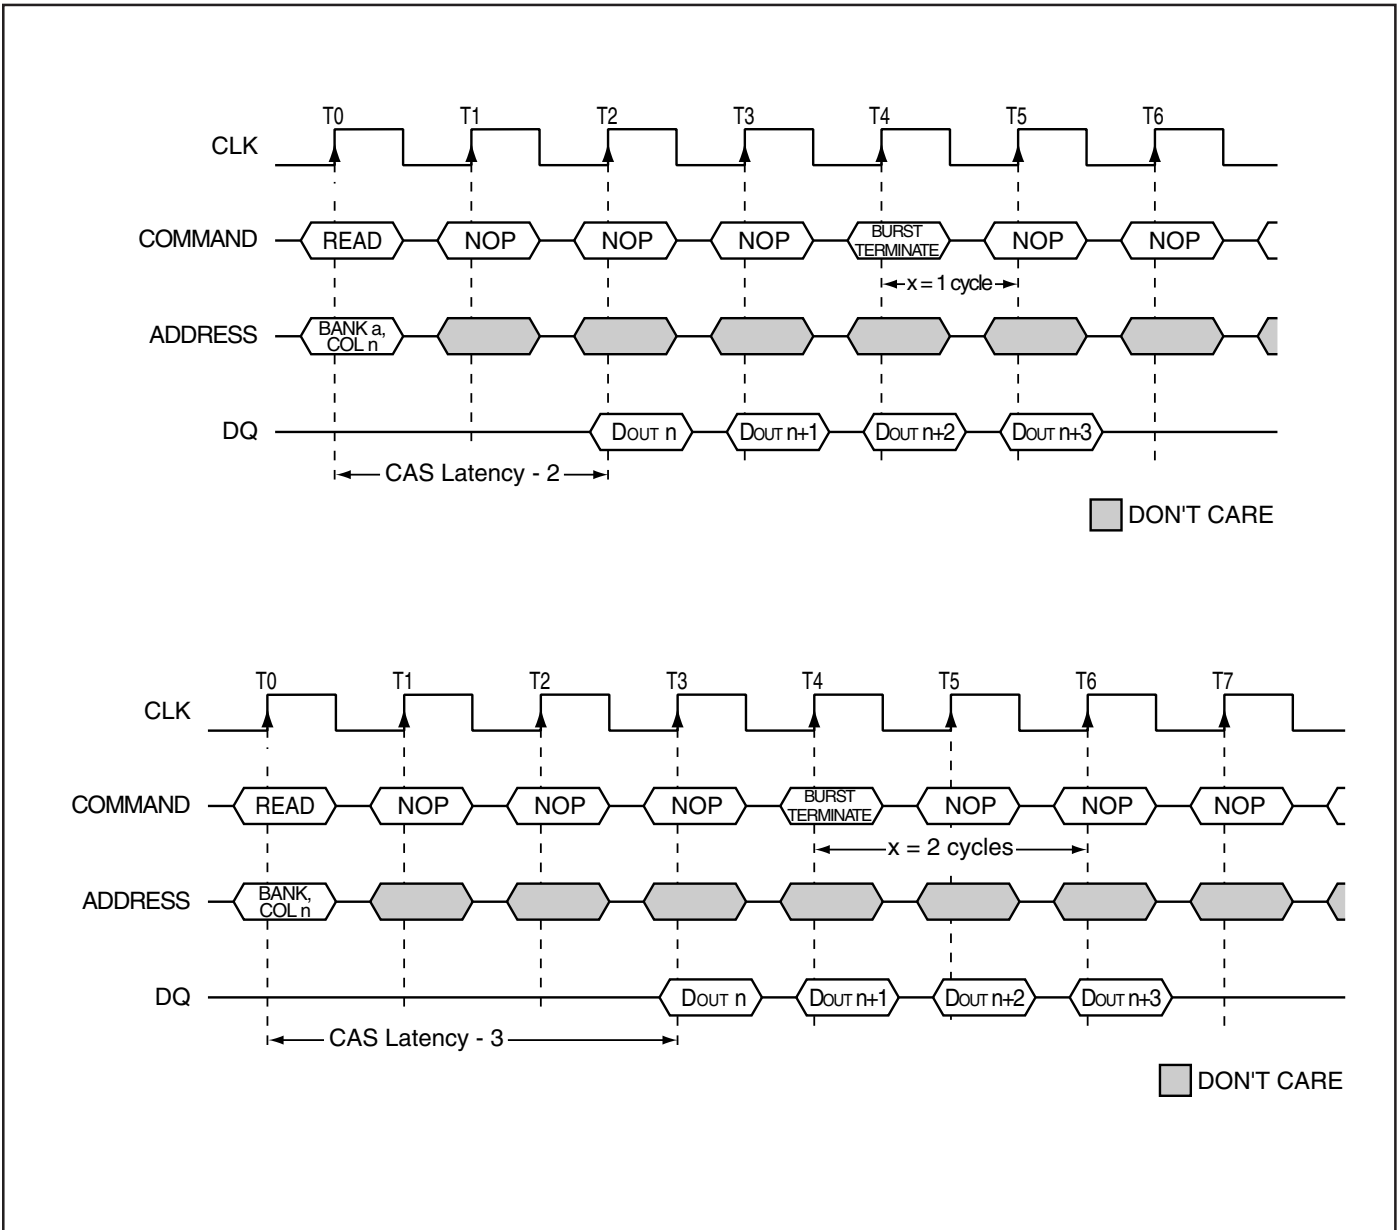 T0 T1 T2 T3 T4 T5 T6
CLK
COMMAND READ NOP NOP NOP BURST TERMINATE NOP NOP
x = 1 cycle
ADDRESS BANK a, COL n
DQ DOUT n DOUT n+1 DOUT n+2 DOUT n+3
CAS Latency - 2
DON'T CARE
T0 T1 T2 T3 T4 T5 T6 T7
CLK
COMMAND READ NOP NOP NOP BURST TERMINATE NOP NOP NOP
x = 2 cycles
ADDRESS BANK, COL n
DQ DOUT n DOUT n+1 DOUT n+2 DOUT n+3
CAS Latency - 3
DON'T CARE